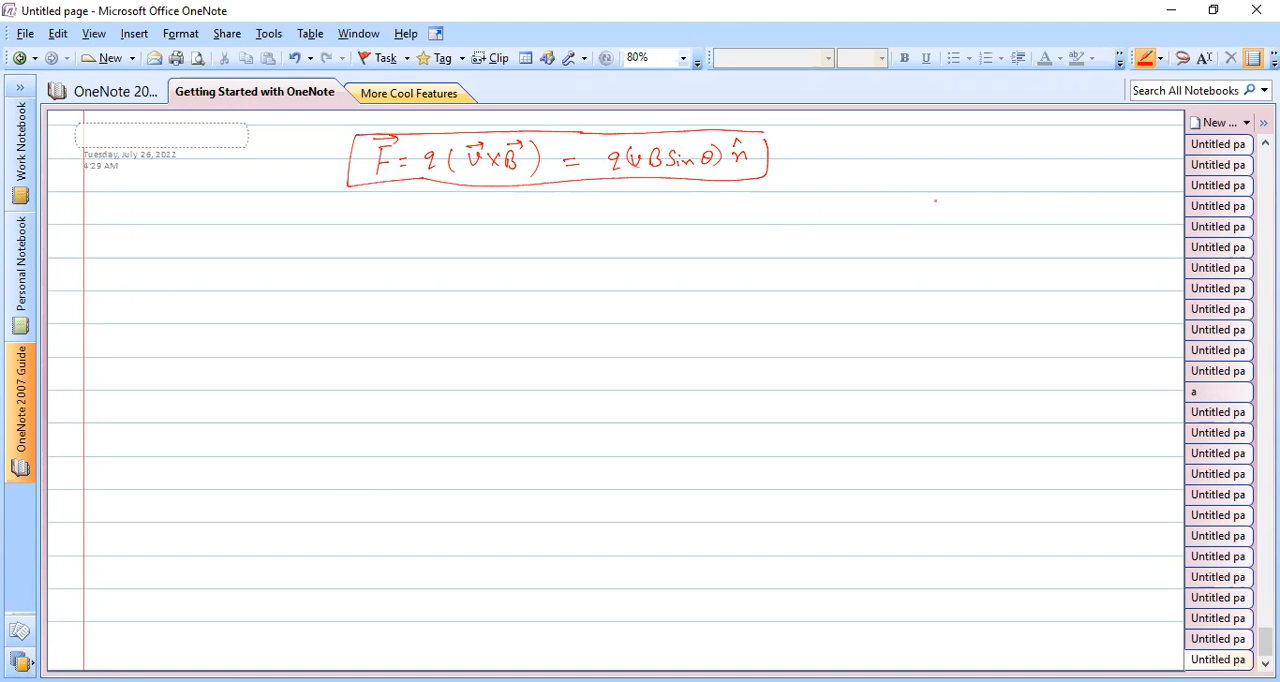 Untitled page - Microsoft Office OneNote
File Edit View Insert Format Share Tools Table Window Help
New Task Tag Clip 80% B U A ab
OneNote 20... Getting Started with OneNote More Cool Features
Search All Notebooks
Work Notebook
Personal Notebook
OneNote 2007 Guide
Tuesday, July 26, 2022
4:29 AM
F⃗ = q ( v⃗ × B⃗ ) = q(vBSinθ) n̂
New ...
Untitled pa
Untitled pa
Untitled pa
Untitled pa
Untitled pa
Untitled pa
Untitled pa
Untitled pa
Untitled pa
Untitled pa
Untitled pa
Untitled pa
a
Untitled pa
Untitled pa
Untitled pa
Untitled pa
Untitled pa
Untitled pa
Untitled pa
Untitled pa
Untitled pa
Untitled pa
Untitled pa
Untitled pa
Untitled pa